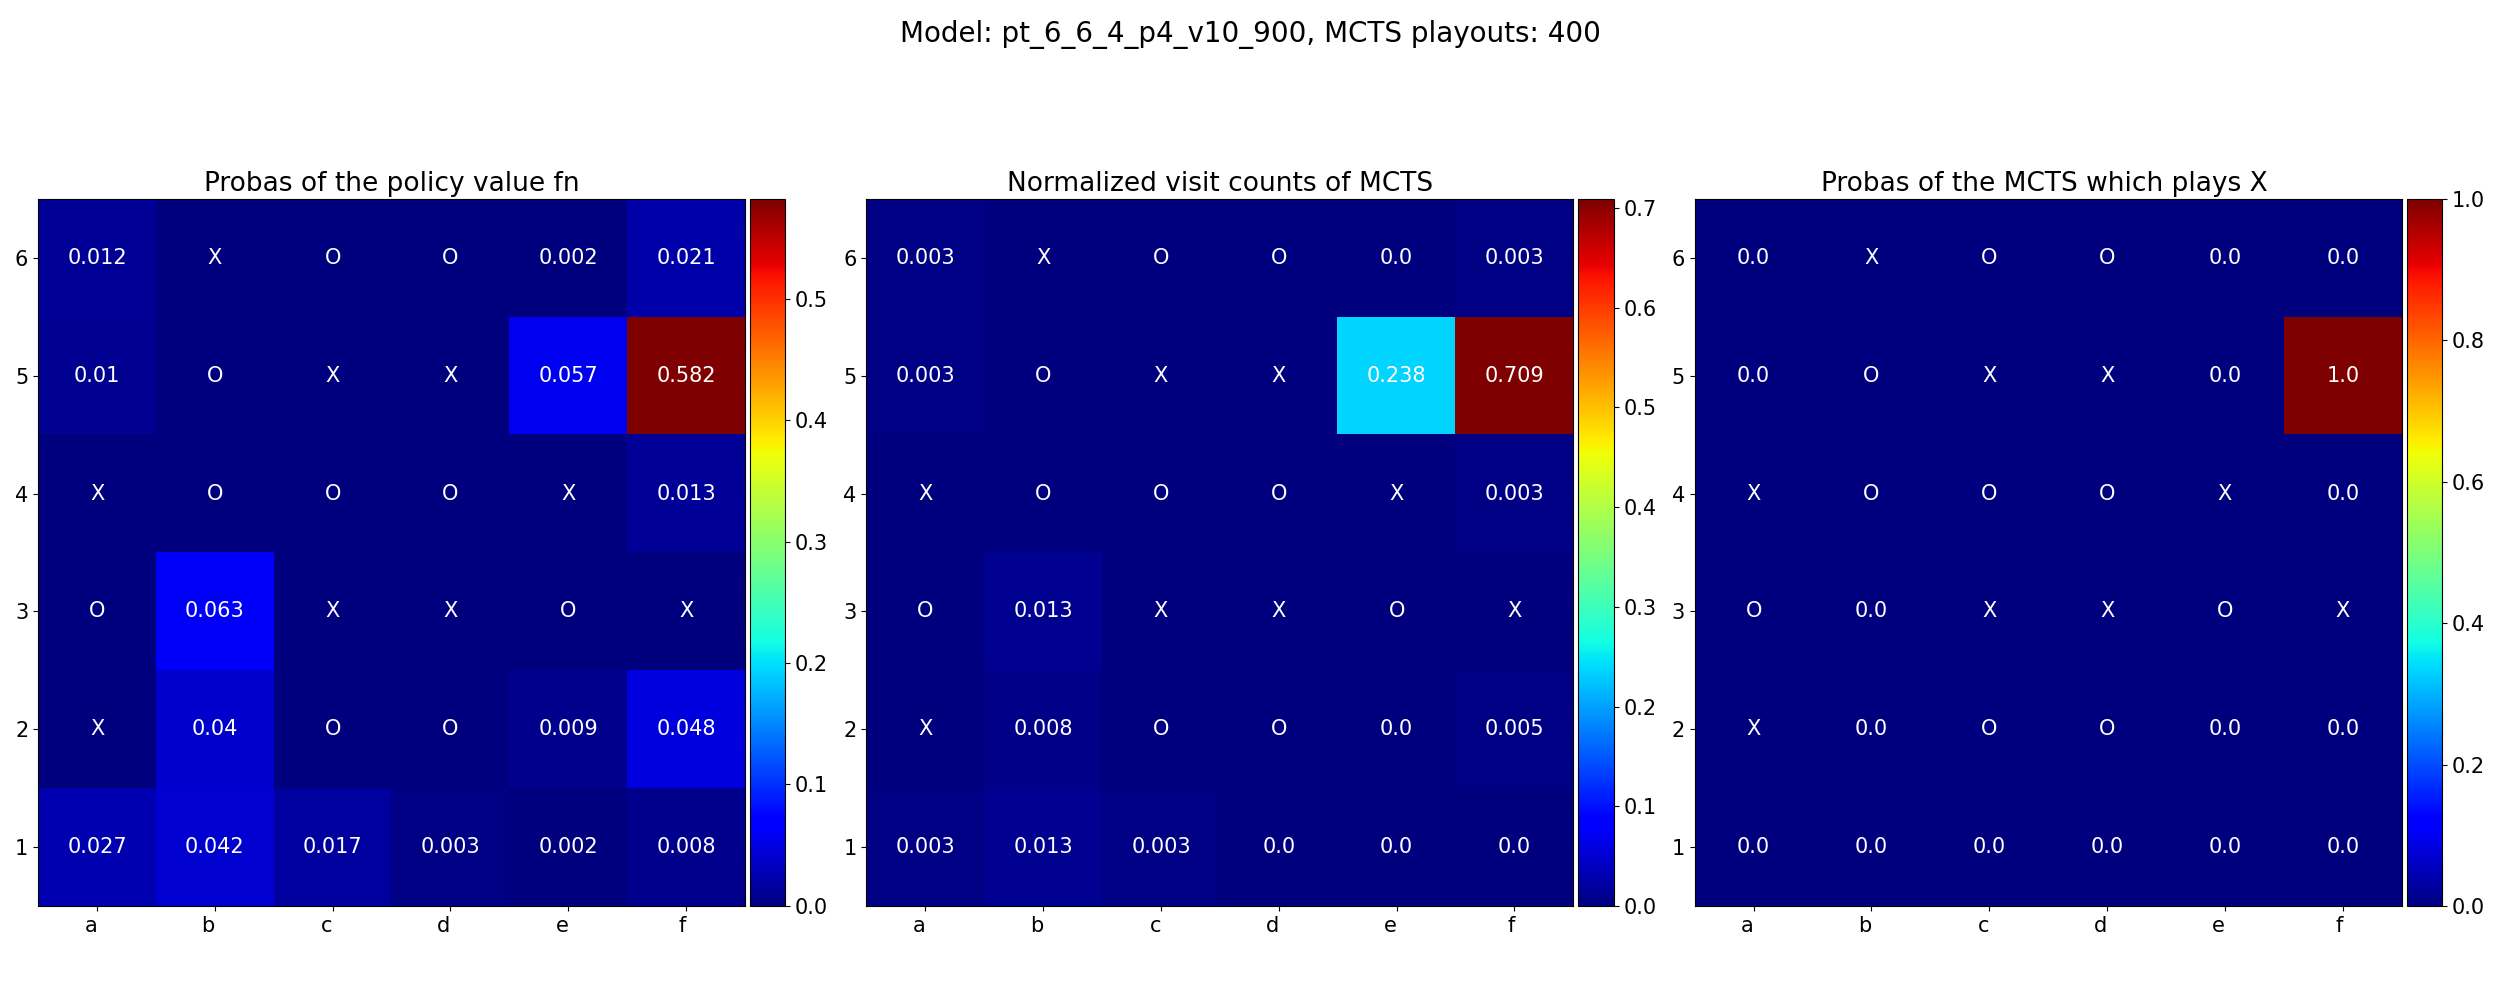 Model: pt_6_6_4_p4_v10_900, MCTS playouts: 400
Probas of the policy value fn
6 0.012 X O O 0.002 0.021
5 0.01 O X X 0.057 0.582
4 X O O O X 0.013
3 O 0.063 X X O X
2 X 0.04 O O 0.009 0.048
1 0.027 0.042 0.017 0.003 0.002 0.008
a b c d e f
0.5
0.4
0.3
0.2
0.1
0.0
Normalized visit counts of MCTS
6 0.003 X O O 0.0 0.003
5 0.003 O X X 0.238 0.709
4 X O O O X 0.003
3 O 0.013 X X O X
2 X 0.008 O O 0.0 0.005
1 0.003 0.013 0.003 0.0 0.0 0.0
a b c d e f
0.7
0.6
0.5
0.4
0.3
0.2
0.1
0.0
Probas of the MCTS which plays X
6 0.0 X O O 0.0 0.0
5 0.0 O X X 0.0 1.0
4 X O O O X 0.0
3 O 0.0 X X O X
2 X 0.0 O O 0.0 0.0
1 0.0 0.0 0.0 0.0 0.0 0.0
a b c d e f
1.0
0.8
0.6
0.4
0.2
0.0